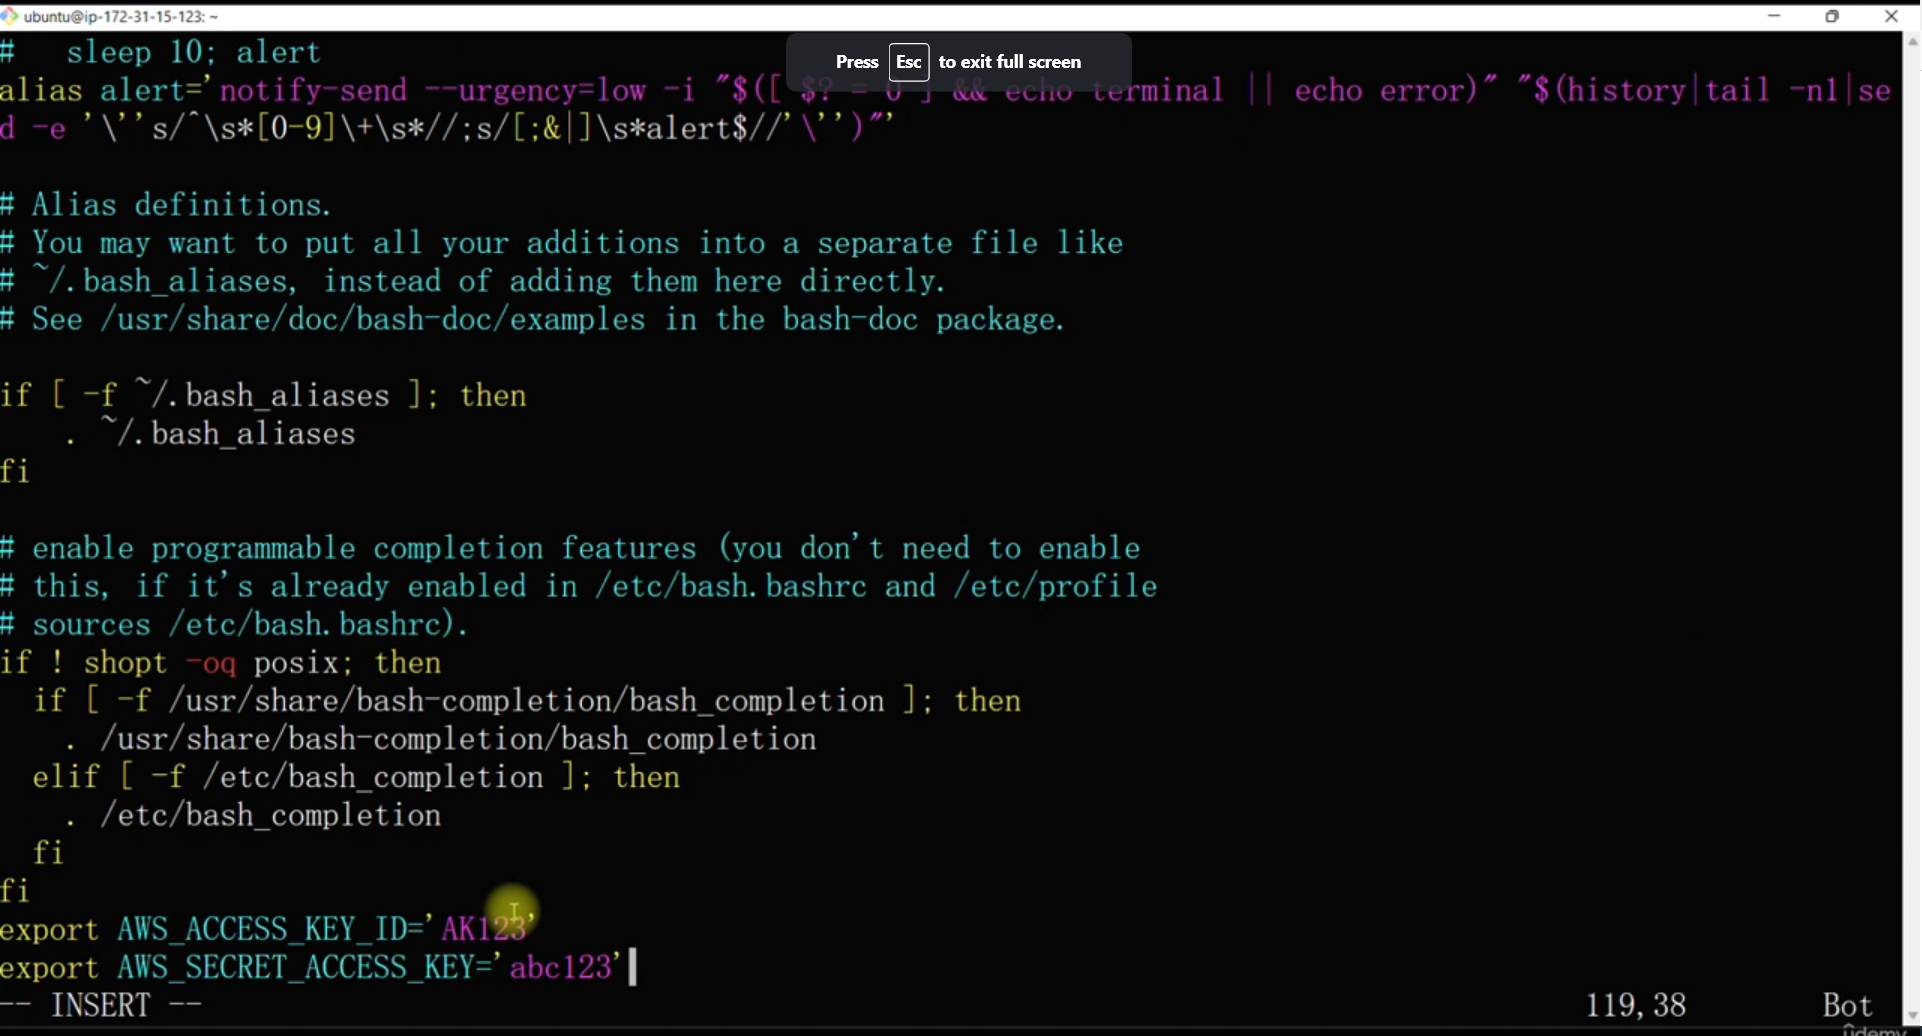 ubuntu@ip-172-31-15-123: ~
Press Esc to exit full screen
#   sleep 10; alert
alias alert='notify-send --urgency=low -i "$([ $? = 0 ] && echo terminal || echo error)" "$(history|tail -n1|se
d -e '\''s/^\s*[0-9]\+\s*//;s/[;&|]\s*alert$//'\'')"'
# Alias definitions.
# You may want to put all your additions into a separate file like
# ~/.bash_aliases, instead of adding them here directly.
# See /usr/share/doc/bash-doc/examples in the bash-doc package.
if [ -f ~/.bash_aliases ]; then
    . ~/.bash_aliases
fi
# enable programmable completion features (you don't need to enable
# this, if it's already enabled in /etc/bash.bashrc and /etc/profile
# sources /etc/bash.bashrc).
if ! shopt -oq posix; then
  if [ -f /usr/share/bash-completion/bash_completion ]; then
    . /usr/share/bash-completion/bash_completion
  elif [ -f /etc/bash_completion ]; then
    . /etc/bash_completion
  fi
fi
export AWS_ACCESS_KEY_ID='AK123'
export AWS_SECRET_ACCESS_KEY='abc123'
-- INSERT -- 119,38 Bot
ûdemy